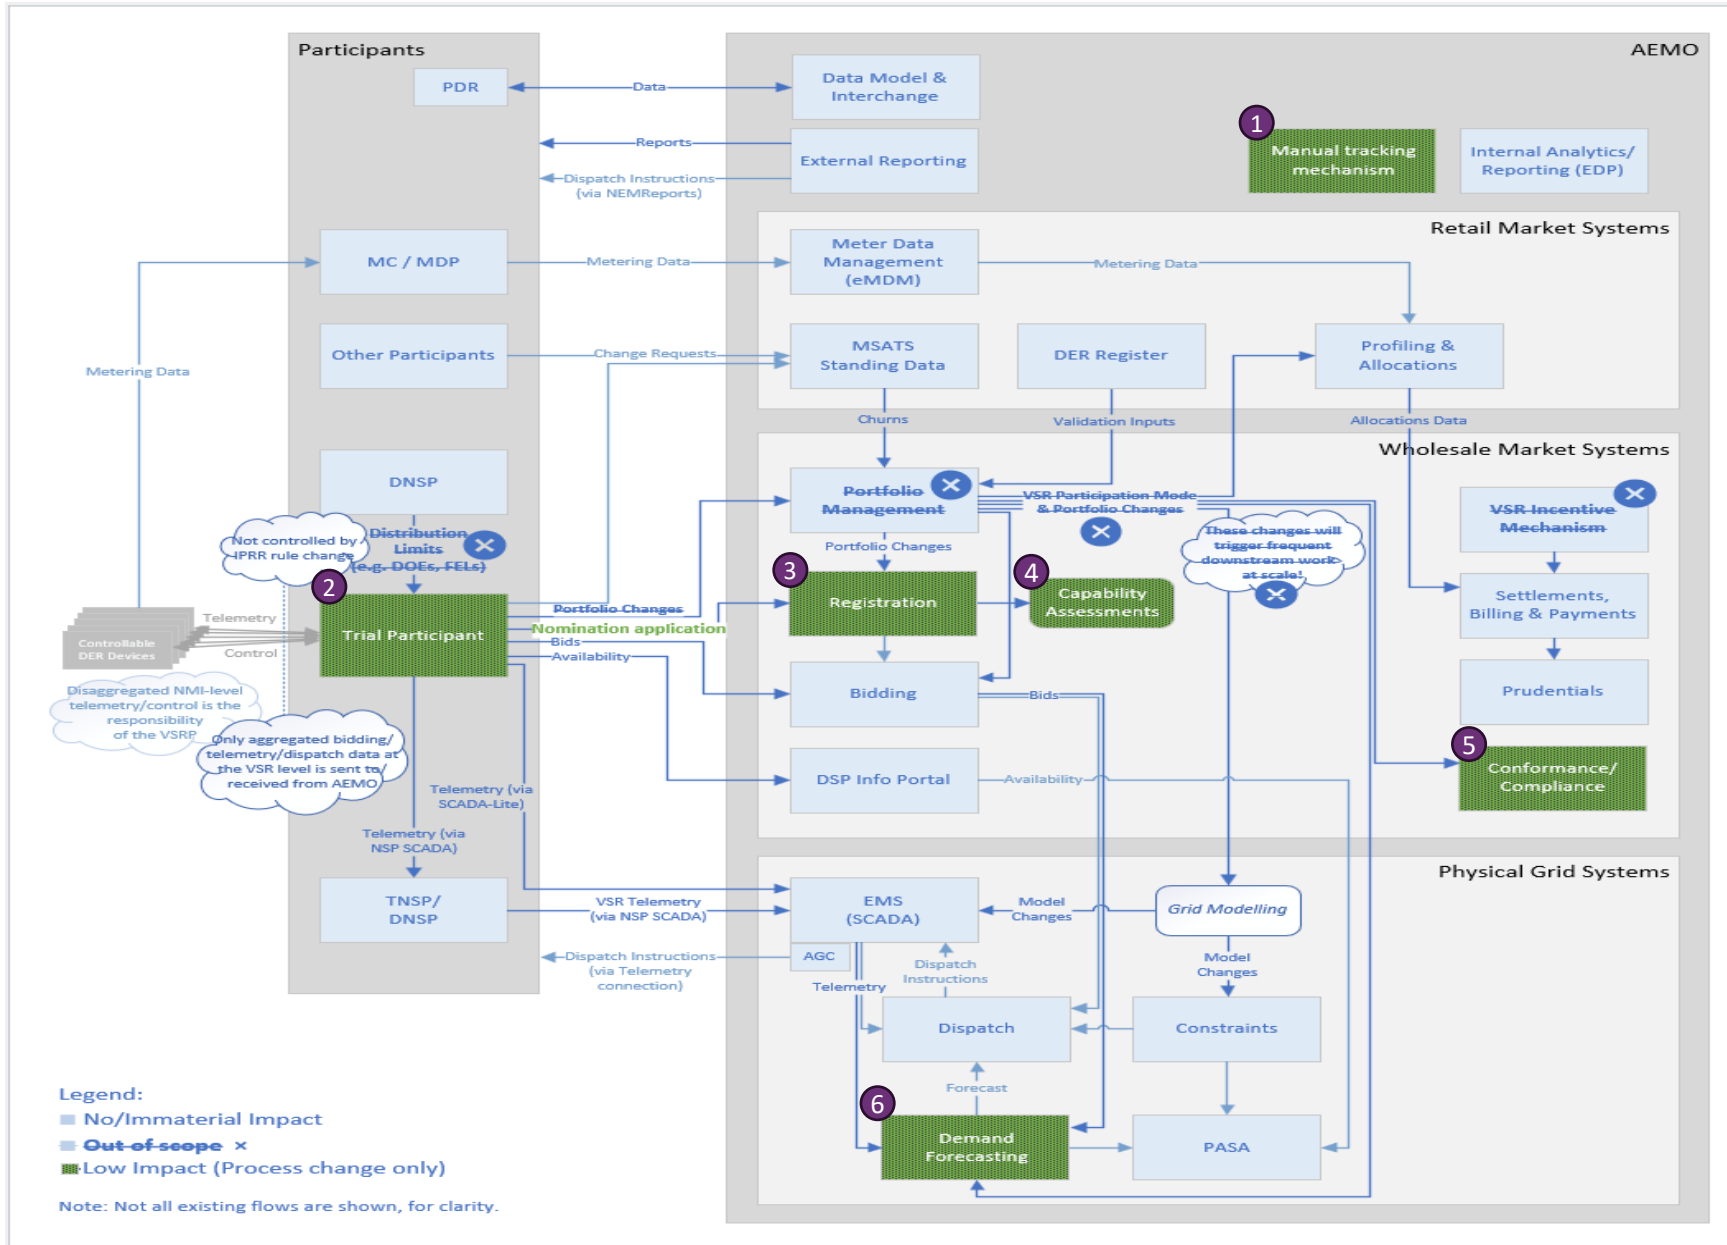 Participants
AEMO
PDR
Data
Data Model &
Interchange
Reports
External Reporting
Dispatch Instructions
(via NEMReports)
1
Manual tracking
mechanism
Internal Analytics/
Reporting (EDP)
Retail Market Systems
MC / MDP
Metering Data
Meter Data
Management
(eMDM)
Metering Data
Metering Data
Other Participants
Change Requests
MSATS
Standing Data
DER Register
Profiling &
Allocations
Churns
Validation Inputs
Allocations Data
Wholesale Market Systems
DNSP
Portfolio
Management
VSR Participation Mode
& Portfolio Changes
VSR Incentive
Mechanism
Not controlled by
IPRR rule change
Distribution
Limits
(e.g. DOEs, FELs)
These changes will
trigger frequent
downstream work
at scale!
Portfolio Changes
2
Trial Participant
3
Registration
4
Capability
Assessments
Settlements,
Billing & Payments
Telemetry
Control
Controllable
DER Devices
Portfolio Changes
Nomination application
Bids
Availability
Bidding
Bids
Prudentials
Disaggregated NMI-level
telemetry/control is the
responsibility
of the VSRP
Only aggregated bidding/
telemetry/dispatch data at
the VSR level is sent to/
received from AEMO
5
Conformance/
Compliance
DSP Info Portal
Availability
Telemetry (via
SCADA-Lite)
Telemetry (via
NSP SCADA)
Physical Grid Systems
TNSP/
DNSP
VSR Telemetry
(via NSP SCADA)
EMS
(SCADA)
Model
Changes
Grid Modelling
AGC
Dispatch Instructions
(via Telemetry
connection)
Dispatch
Instructions
Model
Changes
Telemetry
Dispatch
Constraints
Forecast
6
Demand
Forecasting
PASA
Legend:
No/Immaterial Impact
Out of scope ×
Low Impact (Process change only)
Note: Not all existing flows are shown, for clarity.